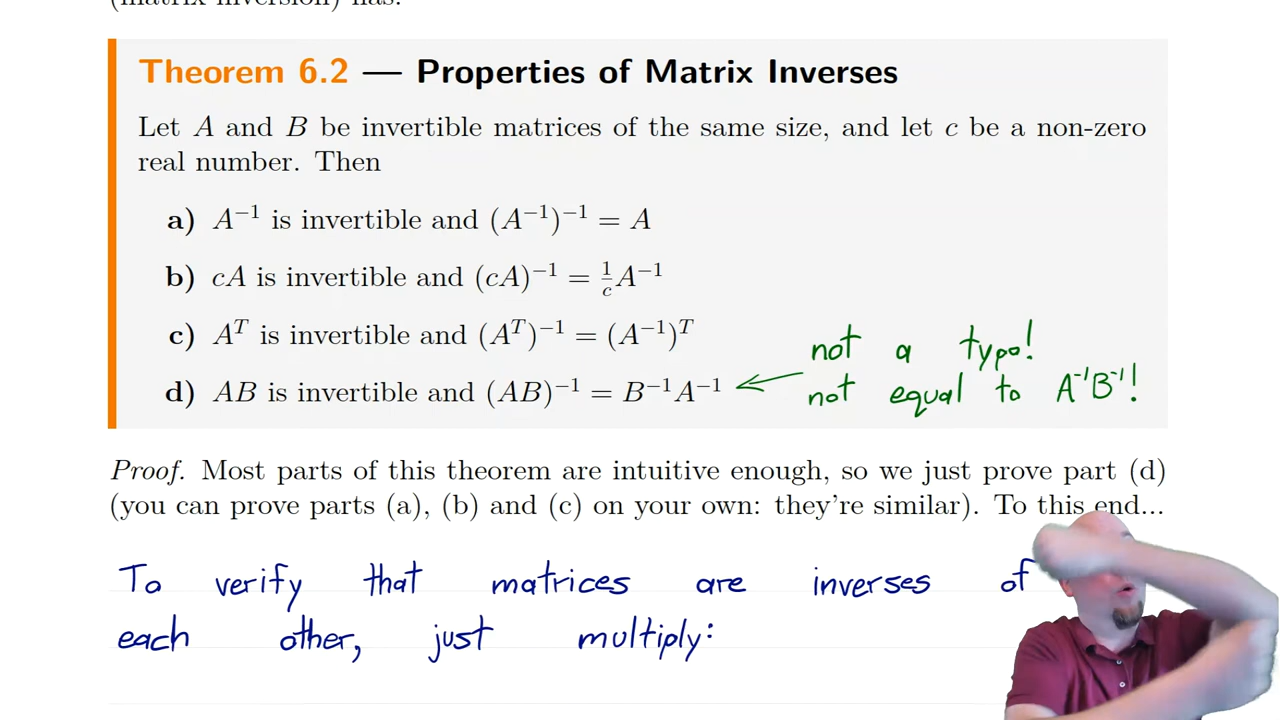 (matrix inversion) has.
Theorem 6.2 — Properties of Matrix Inverses
Let A and B be invertible matrices of the same size, and let c be a non-zero
real number. Then
a) A⁻¹ is invertible and (A⁻¹)⁻¹ = A
b) cA is invertible and (cA)⁻¹ = 1/c A⁻¹
c) Aᵀ is invertible and (Aᵀ)⁻¹ = (A⁻¹)ᵀ
d) AB is invertible and (AB)⁻¹ = B⁻¹A⁻¹
not a typo!
not equal to A⁻¹B⁻¹!
Proof. Most parts of this theorem are intuitive enough, so we just prove part (d)
(you can prove parts (a), (b) and (c) on your own: they're similar). To this end...
To verify that matrices are inverses of
each other, just multiply: